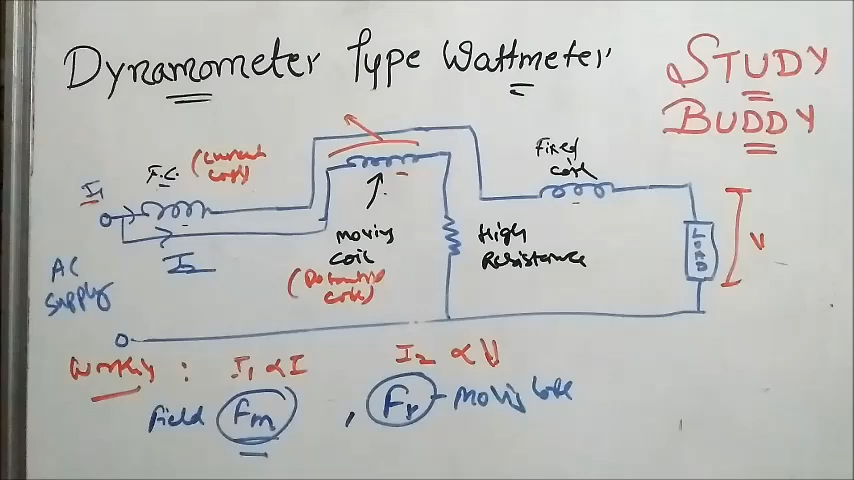 Dynamometer Type Wattmeter
STUDY
BUDDY
F.C.
(Current
coil)
I1
I2
AC
Supply
Moving
coil
(Potential
coil)
High
Resistance
Fixed
coil
LOAD
V
Working : I1 ∝ I
I2 ∝ V
Field Fm , Fr - Moving coil